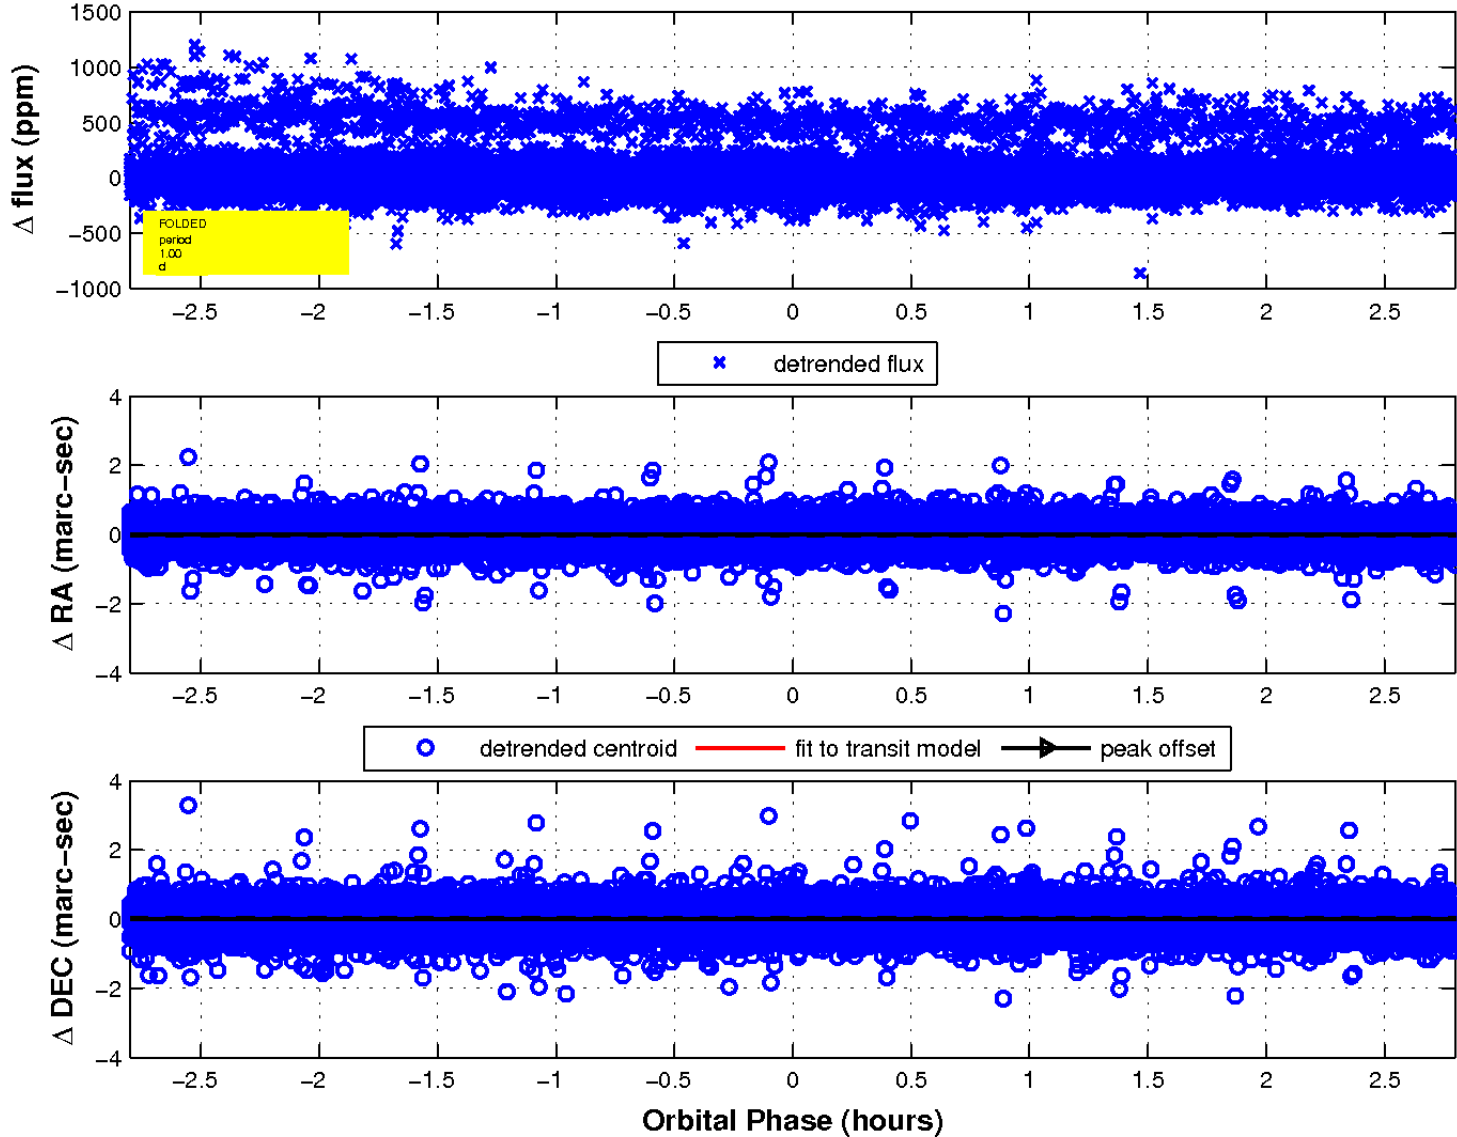 1500
1000
500
0
−500
−1000
Δ flux (ppm)
FOLDED
period
1.00
d
−2.5 −2 −1.5 −1 −0.5 0 0.5 1 1.5 2 2.5
detrended flux
4
2
0
−2
−4
Δ RA (marc−sec)
−2.5 −2 −1.5 −1 −0.5 0 0.5 1 1.5 2 2.5
detrended centroid fit to transit model peak offset
4
2
0
−2
−4
Δ DEC (marc−sec)
−2.5 −2 −1.5 −1 −0.5 0 0.5 1 1.5 2 2.5
Orbital Phase (hours)